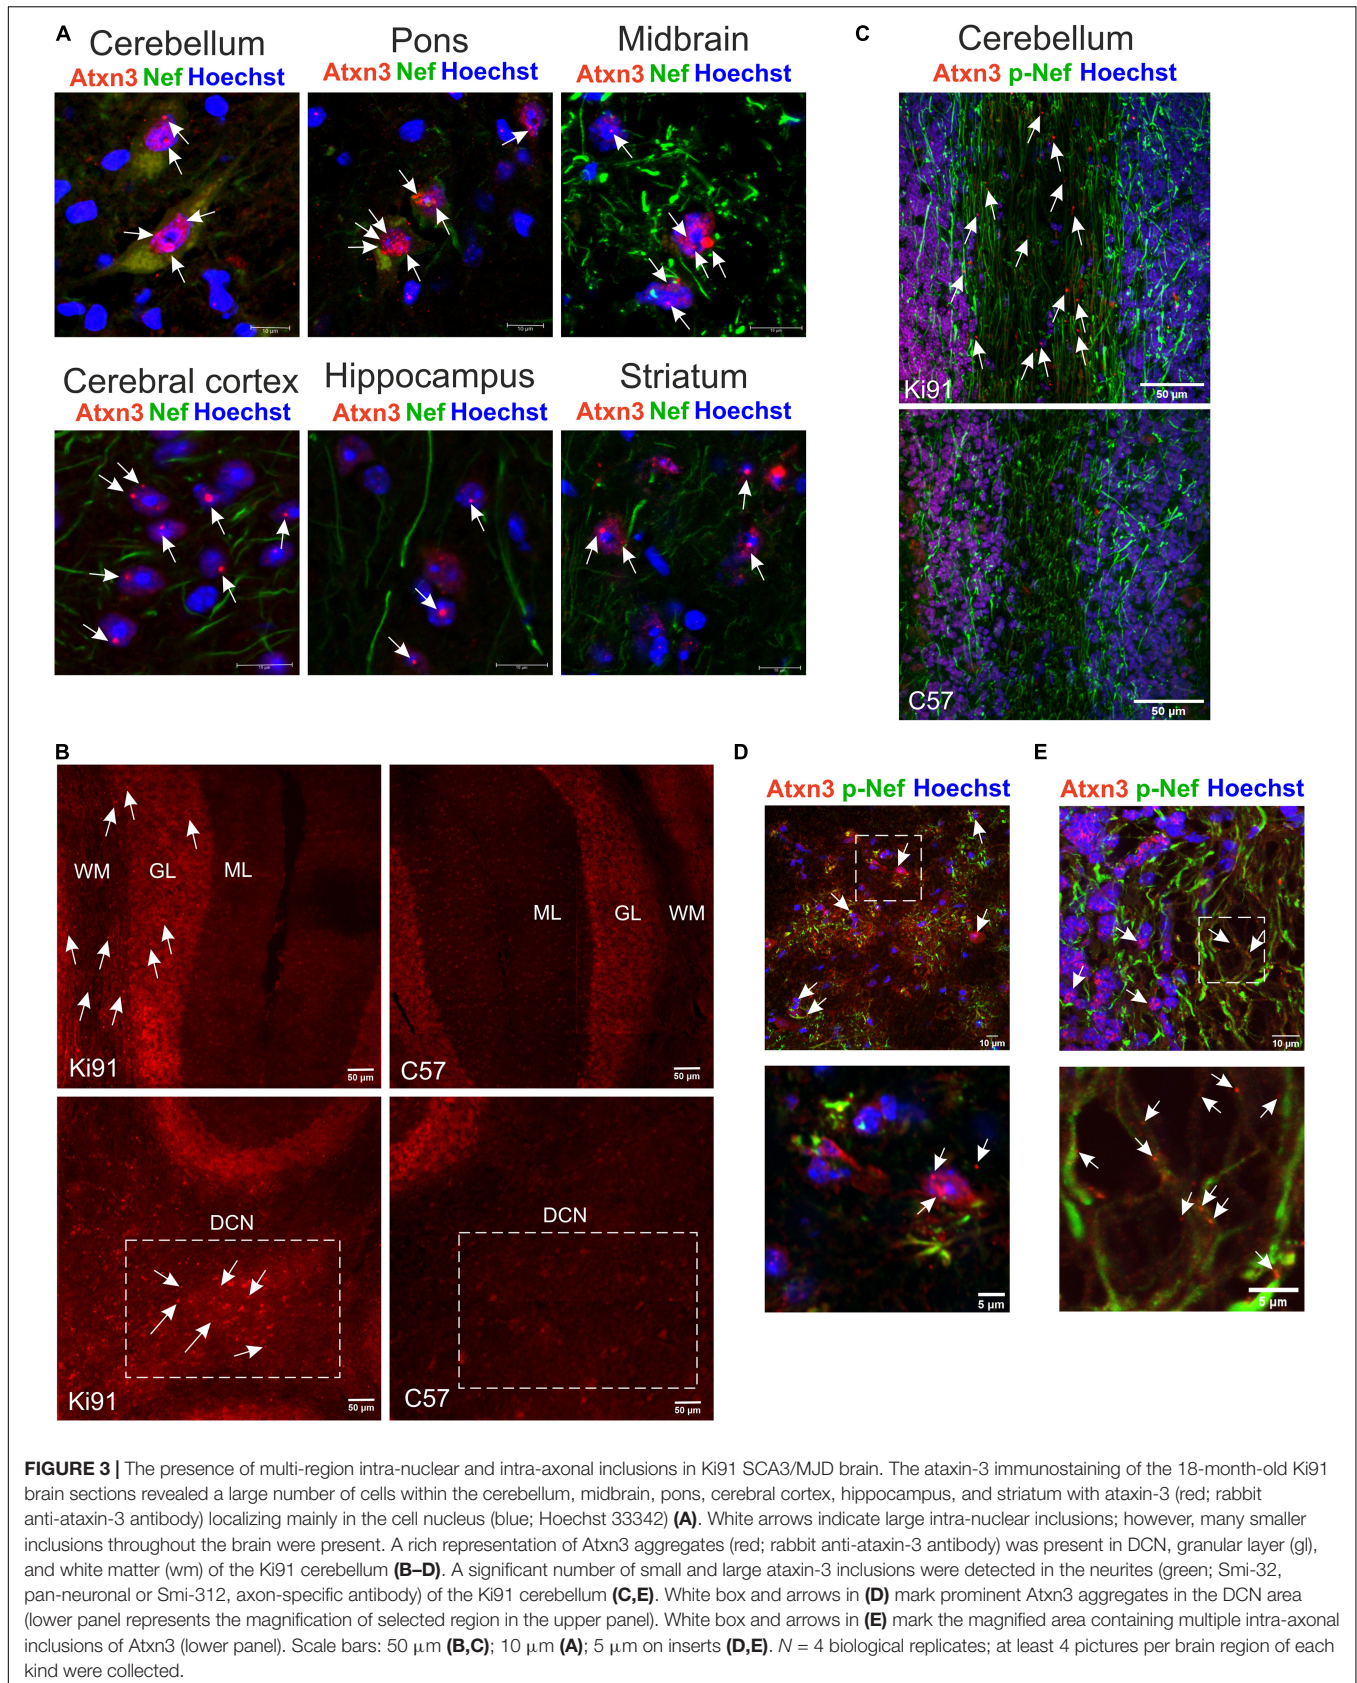 A
Cerebellum
Atxn3 Nef Hoechst
10 µm
Pons
Atxn3 Nef Hoechst
10 µm
Midbrain
Atxn3 Nef Hoechst
10 µm
Cerebral cortex
Atxn3 Nef Hoechst
10 µm
Hippocampus
Atxn3 Nef Hoechst
10 µm
Striatum
Atxn3 Nef Hoechst
10 µm
C
Cerebellum
Atxn3 p-Nef Hoechst
Ki91
50 µm
C57
50 µm
B
WM GL ML
Ki91
50 µm
ML GL WM
C57
50 µm
DCN
Ki91
50 µm
DCN
C57
50 µm
D
Atxn3 p-Nef Hoechst
10 µm
5 µm
E
Atxn3 p-Nef Hoechst
10 µm
5 µm
FIGURE 3 | The presence of multi-region intra-nuclear and intra-axonal inclusions in Ki91 SCA3/MJD brain. The ataxin-3 immunostaining of the 18-month-old Ki91
brain sections revealed a large number of cells within the cerebellum, midbrain, pons, cerebral cortex, hippocampus, and striatum with ataxin-3 (red; rabbit
anti-ataxin-3 antibody) localizing mainly in the cell nucleus (blue; Hoechst 33342) (A). White arrows indicate large intra-nuclear inclusions; however, many smaller
inclusions throughout the brain were present. A rich representation of Atxn3 aggregates (red; rabbit anti-ataxin-3 antibody) was present in DCN, granular layer (gl),
and white matter (wm) of the Ki91 cerebellum (B–D). A significant number of small and large ataxin-3 inclusions were detected in the neurites (green; Smi-32,
pan-neuronal or Smi-312, axon-specific antibody) of the Ki91 cerebellum (C,E). White box and arrows in (D) mark prominent Atxn3 aggregates in the DCN area
(lower panel represents the magnification of selected region in the upper panel). White box and arrows in (E) mark the magnified area containing multiple intra-axonal
inclusions of Atxn3 (lower panel). Scale bars: 50 µm (B,C); 10 µm (A); 5 µm on inserts (D,E). N = 4 biological replicates; at least 4 pictures per brain region of each
kind were collected.